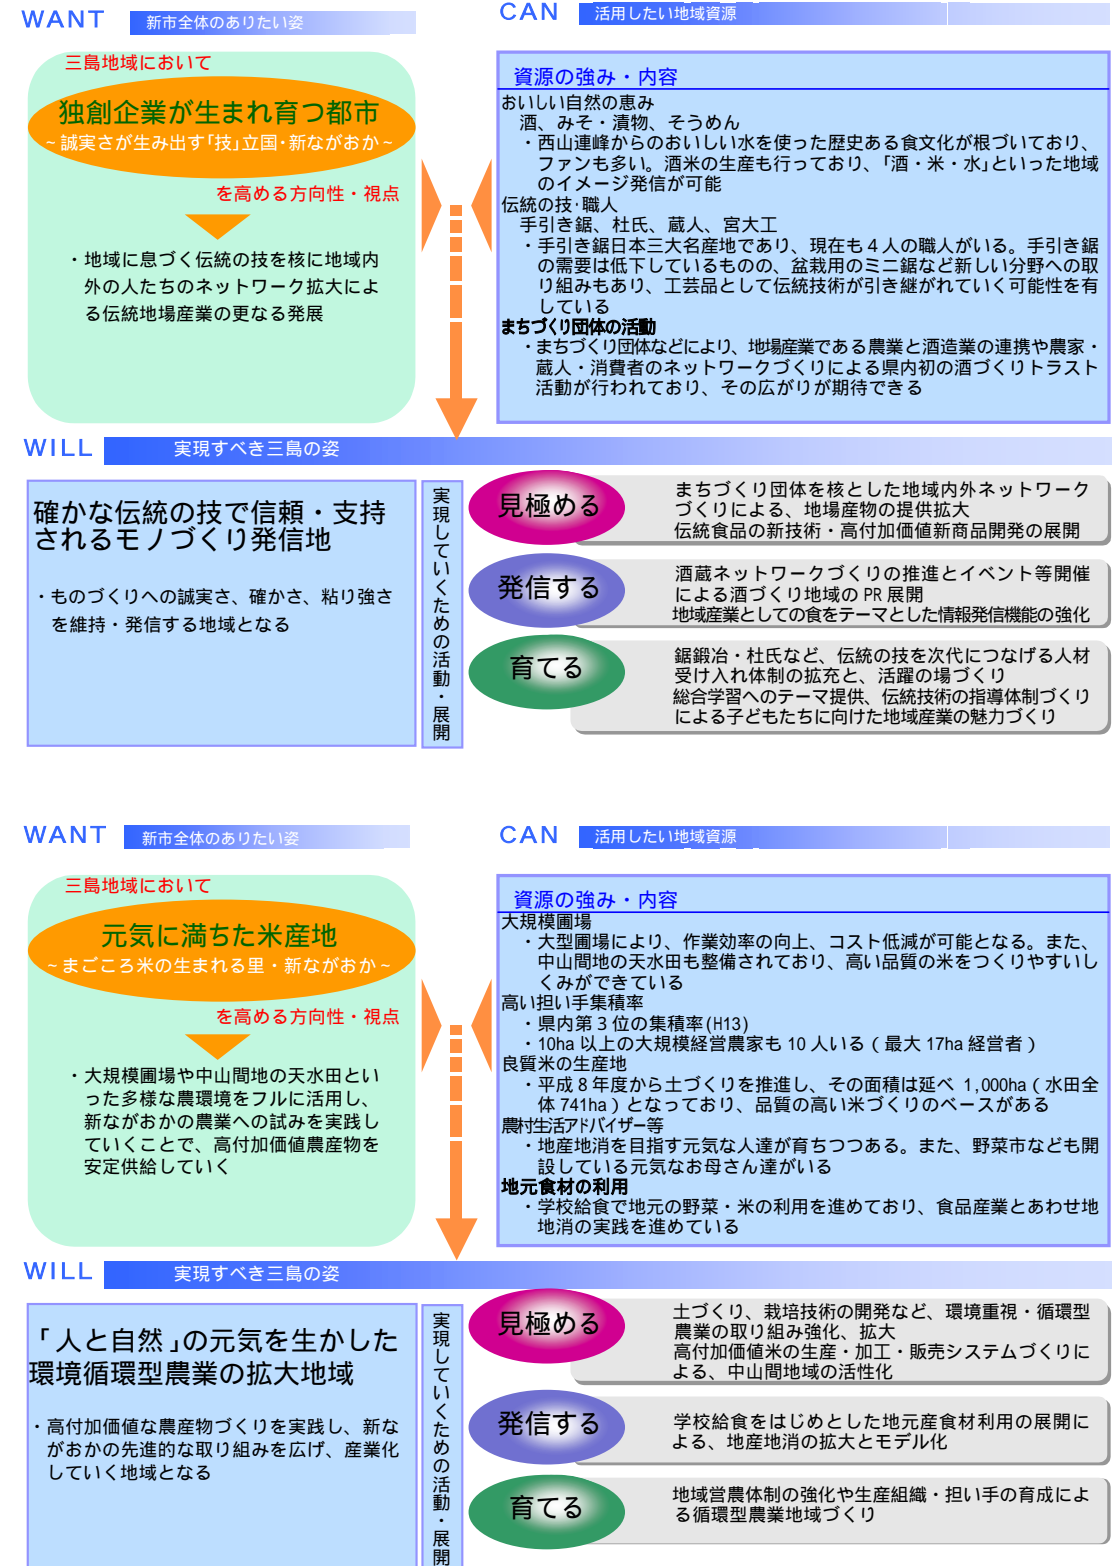 WANT
新市全体のありたい姿
三島地域において
独創企業が生まれ育つ都市
~誠実さが生み出す「技」立国・新ながおか~
を高める方向性・視点
・地域に息づく伝統の技を核に地域内
外の人たちのネットワーク拡大によ
る伝統地場産業の更なる発展
CAN
活用したい地域資源
資源の強み・内容
おいしい自然の恵み
酒、みそ・漬物、そうめん
・西山連峰からのおいしい水を使った歴史ある食文化が根づいており、
ファンも多い。酒米の生産も行っており、「酒・米・水」といった地域
のイメージ発信が可能
伝統の技・職人
手引き鋸、杜氏、蔵人、宮大工
・手引き鋸日本三大名産地であり、現在も4人の職人がいる。手引き鋸
の需要は低下しているものの、盆栽用のミニ鋸など新しい分野への取
り組みもあり、工芸品として伝統技術が引き継がれていく可能性を有
している
まちづくり団体の活動
・まちづくり団体などにより、地場産業である農業と酒造業の連携や農家・
蔵人・消費者のネットワークづくりによる県内初の酒づくりトラスト
活動が行われており、その広がりが期待できる
WILL
実現すべき三島の姿
確かな伝統の技で信頼・支持
されるモノづくり発信地
・ものづくりへの誠実さ、確かさ、粘り強さ
を維持・発信する地域となる
実現していくための活動・展開
見極める
まちづくり団体を核とした地域内外ネットワーク
づくりによる、地場産物の提供拡大
伝統食品の新技術・高付加価値新商品開発の展開
発信する
酒蔵ネットワークづくりの推進とイベント等開催
による酒づくり地域の PR 展開
地域産業としての食をテーマとした情報発信機能の強化
育てる
鋸鍛冶・杜氏など、伝統の技を次代につなげる人材
受け入れ体制の拡充と、活躍の場づくり
総合学習へのテーマ提供、伝統技術の指導体制づくり
による子どもたちに向けた地域産業の魅力づくり
WANT
新市全体のありたい姿
三島地域において
元気に満ちた米産地
~まごころ米の生まれる里・新ながおか~
を高める方向性・視点
・大規模圃場や中山間地の天水田とい
った多様な農環境をフルに活用し、
新ながおかの農業への試みを実践し
ていくことで、高付加価値農産物を
安定供給していく
CAN
活用したい地域資源
資源の強み・内容
大規模圃場
・大型圃場により、作業効率の向上、コスト低減が可能となる。また、
中山間地の天水田も整備されており、高い品質の米をつくりやすいし
くみができている
高い担い手集積率
・県内第3位の集積率(H13)
・10ha 以上の大規模経営農家も 10 人いる(最大 17ha 経営者)
良質米の生産地
・平成8年度から土づくりを推進し、その面積は延べ 1,000ha(水田全
体 741ha)となっており、品質の高い米づくりのベースがある
農村生活アドバイザー等
・地産地消を目指す元気な人達が育ちつつある。また、野菜市なども開
設している元気なお母さん達がいる
地元食材の利用
・学校給食で地元の野菜・米の利用を進めており、食品産業とあわせ地
地消の実践を進めている
WILL
実現すべき三島の姿
「人と自然」の元気を生かした
環境循環型農業の拡大地域
・高付加価値な農産物づくりを実践し、新な
がおかの先進的な取り組みを広げ、産業化
していく地域となる
実現していくための活動・展開
見極める
土づくり、栽培技術の開発など、環境重視・循環型
農業の取り組み強化、拡大
高付加価値米の生産・加工・販売システムづくりに
よる、中山間地域の活性化
発信する
学校給食をはじめとした地元産食材利用の展開に
よる、地産地消の拡大とモデル化
育てる
地域営農体制の強化や生産組織・担い手の育成によ
る循環型農業地域づくり